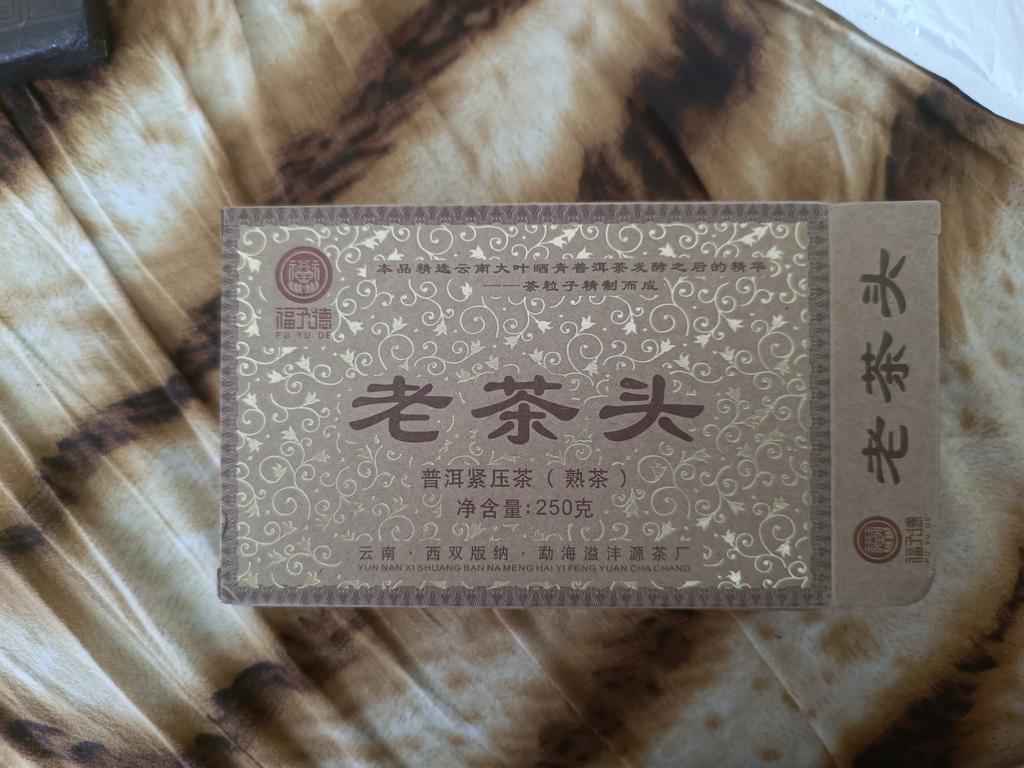 福予德
FU YU DE
本品精选云南大叶晒青普洱茶发酵之后的精华
——茶粒子精制而成
老茶头
普洱紧压茶（熟茶）
净含量:250克
云南·西双版纳·勐海溢沣源茶厂
YUN NAN XI SHUANG BAN NA MENG HAI YI FENG YUAN CHA CHANG
老茶头
福予德
FU YU DE